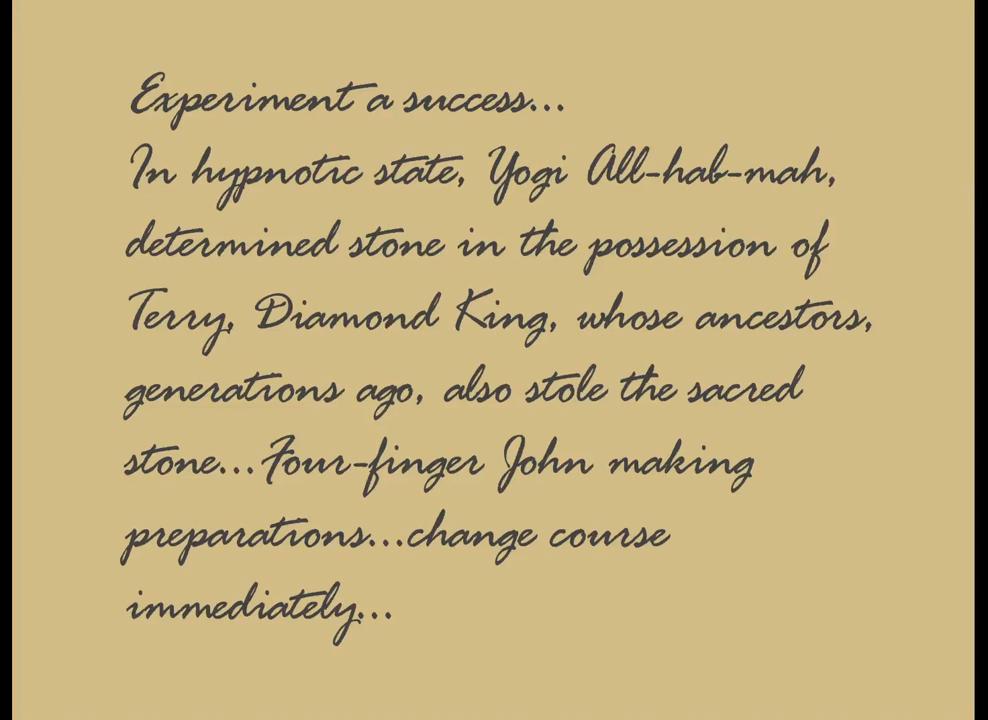 Experiment a success...
In hypnotic state, Yogi All-hab-mah,
determined stone in the possession of
Terry, Diamond King, whose ancestors,
generations ago, also stole the sacred
stone...Four-finger John making
preparations...change course
immediately...